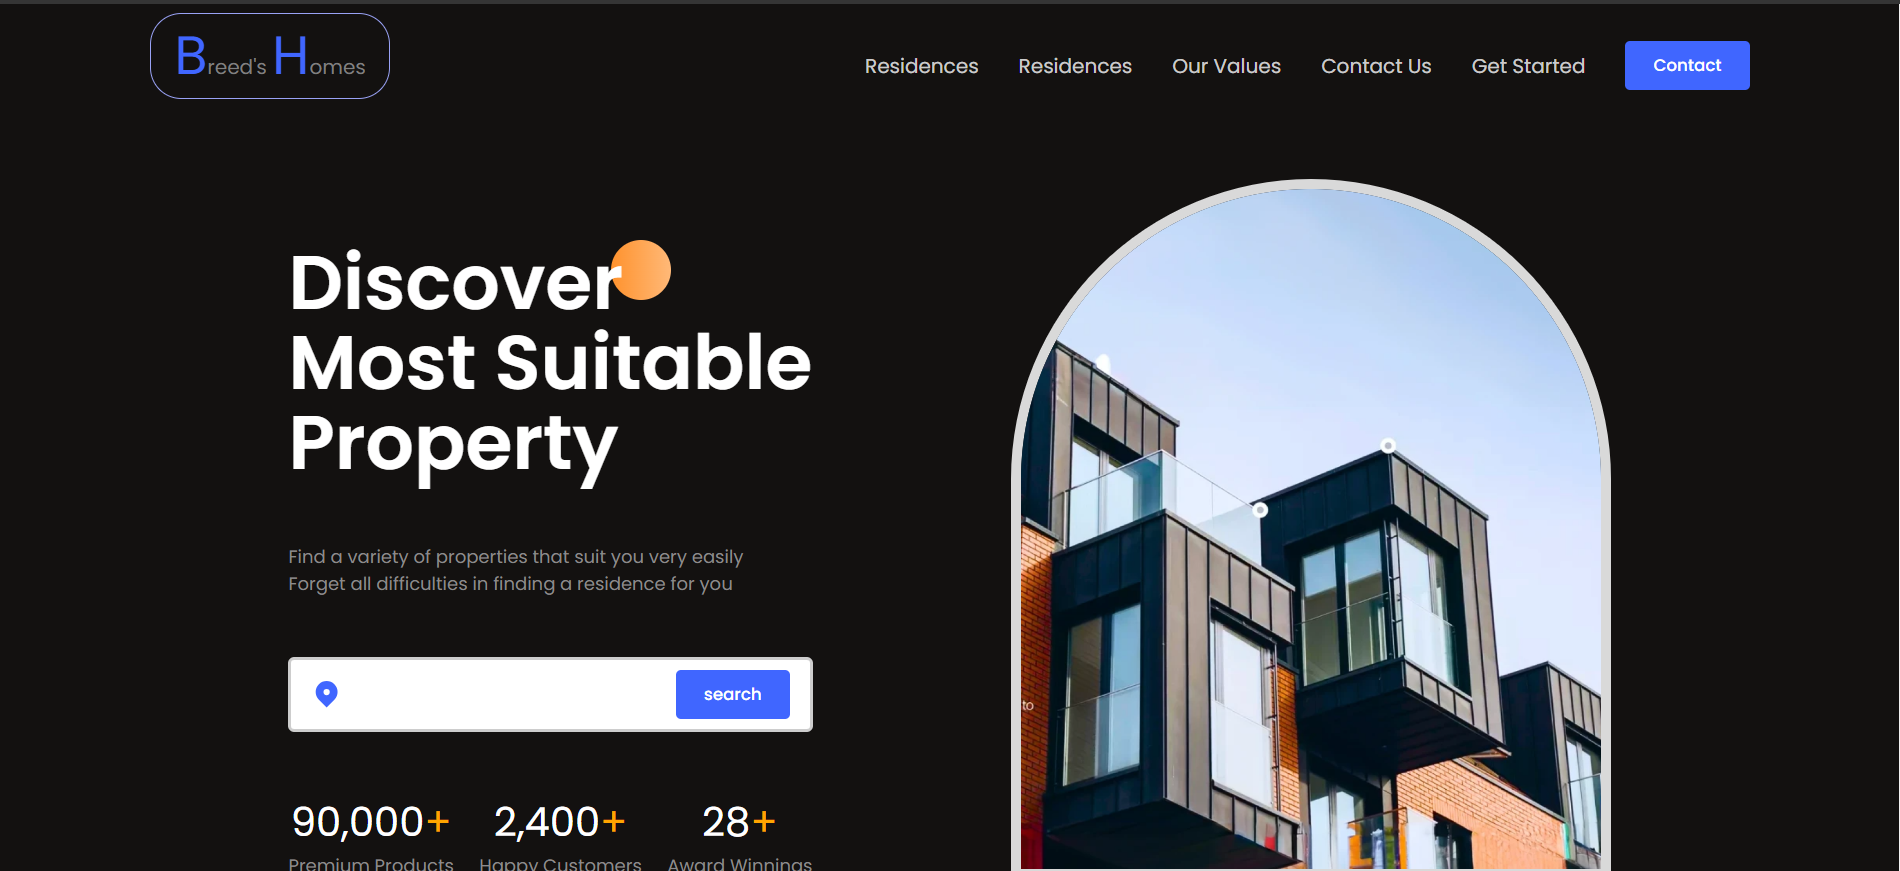 Breed's Homes
Residences Residences Our Values Contact Us Get Started Contact
Discover
Most Suitable
Property
Find a variety of properties that suit you very easily
Forget all difficulties in finding a residence for you
to
search
90,000+ 2,400+ 28+
Premium Products Happy Customers Award Winnings